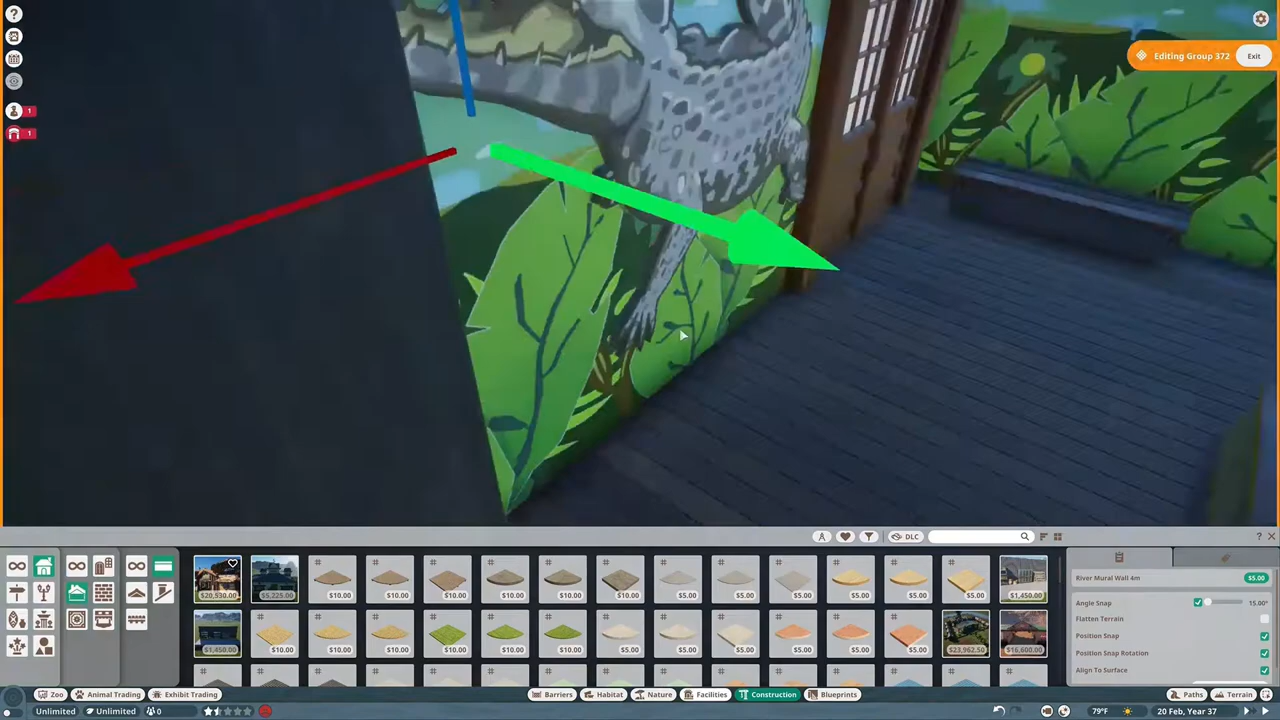 ?
Editing Group 372 Exit
1
1
DLC
? ×
$20,530.00 $5,225.00 $10.00 $10.00 $10.00 $10.00 $10.00 $10.00 $5.00 $5.00 $5.00 $5.00 $5.00 $5.00 $1,450.00
$1,450.00 $10.00 $10.00 $10.00 $10.00 $10.00 $10.00 $5.00 $5.00 $5.00 $5.00 $5.00 $5.00 $23,962.50 $16,600.00
River Mural Wall 4m $5.00
Angle Snap 15.00°
Flatten Terrain
Position Snap
Position Snap Rotation
Align To Surface
Zoo Animal Trading Exhibit Trading Barriers Habitat Nature Facilities Construction Blueprints Paths Terrain
Unlimited Unlimited 0 79°F 20 Feb, Year 37